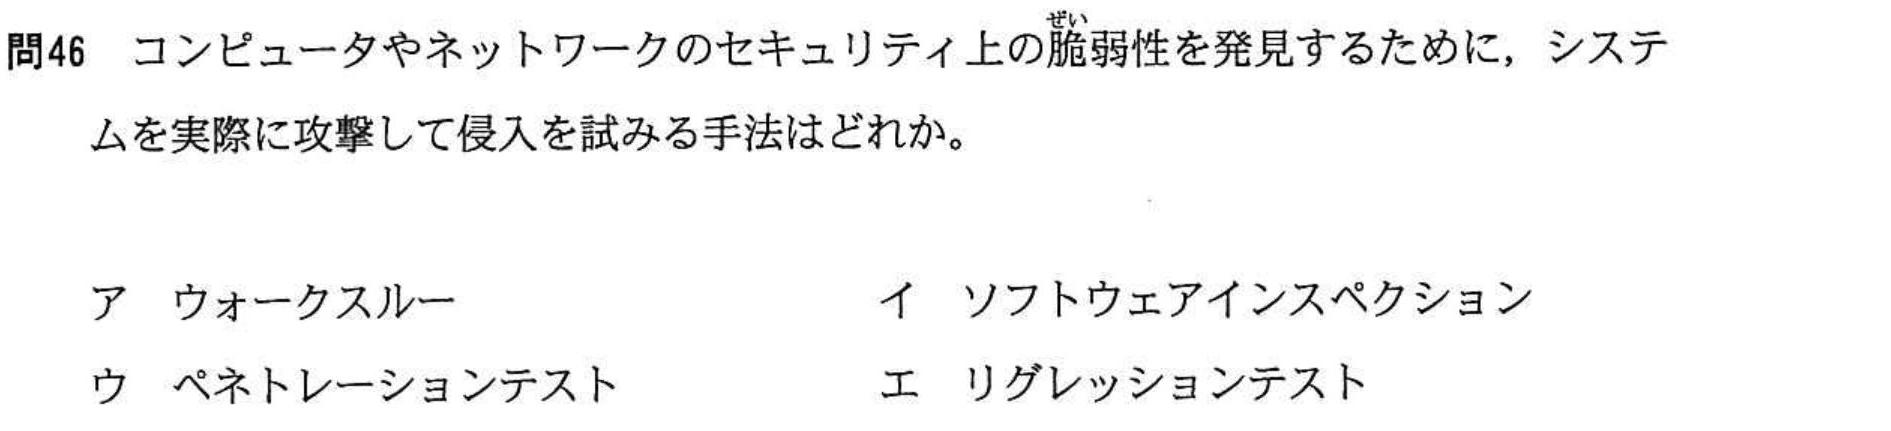 ぜい
問46 コンピュータやネットワークのセキュリティ上の脆弱性を発見するために，システ
ムを実際に攻撃して侵入を試みる手法はどれか。
ア ウォークスルー イ ソフトウェアインスペクション
ウ ペネトレーションテスト エ リグレッションテスト